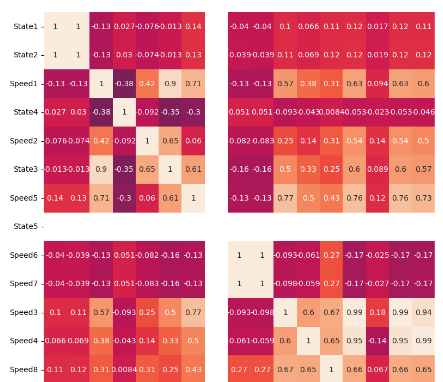 State1 1 1 -0.13 0.027 -0.076 -0.013 0.14 -0.04 -0.04 0.1 0.066 0.11 0.12 0.017 0.12 0.11
State2 1 1 -0.13 0.03 -0.074 -0.013 0.13 -0.039 -0.039 0.11 0.069 0.12 0.12 0.019 0.12 0.12
Speed1 -0.13 -0.13 1 -0.38 0.42 0.9 0.71 -0.13 -0.13 0.57 0.38 0.31 0.63 0.094 0.63 0.6
State4 0.027 0.03 -0.38 1 -0.092 -0.35 -0.3 0.051 0.051 -0.093 -0.043 0.0084 -0.053 -0.023 -0.053 -0.046
Speed2 -0.076 -0.074 0.42 -0.092 1 0.65 0.06 -0.082 -0.083 0.25 0.14 0.31 0.54 0.14 0.54 0.5
State3 -0.013 -0.013 0.9 -0.35 0.65 1 0.61 -0.16 -0.16 0.5 0.33 0.25 0.6 0.089 0.6 0.57
Speed5 0.14 0.13 0.71 -0.3 0.06 0.61 1 -0.13 -0.13 0.77 0.5 0.43 0.76 0.12 0.76 0.73
State5
Speed6 -0.04 -0.039 -0.13 0.051 -0.082 -0.16 -0.13 1 1 -0.093 -0.061 0.27 -0.17 -0.025 -0.17 -0.17
Speed7 -0.04 -0.039 -0.13 0.051 -0.083 -0.16 -0.13 1 1 -0.098 -0.059 0.27 -0.17 -0.027 -0.17 -0.17
Speed3 0.1 0.11 0.57 -0.093 0.25 0.5 0.77 -0.093 -0.098 1 0.6 0.67 0.99 0.18 0.99 0.94
Speed4 0.066 0.069 0.38 -0.043 0.14 0.33 0.5 -0.061 -0.059 0.6 1 0.65 0.95 -0.14 0.95 0.99
Speed8 0.11 0.12 0.31 0.0084 0.31 0.25 0.43 0.27 0.27 0.67 0.65 1 0.66 0.067 0.66 0.65